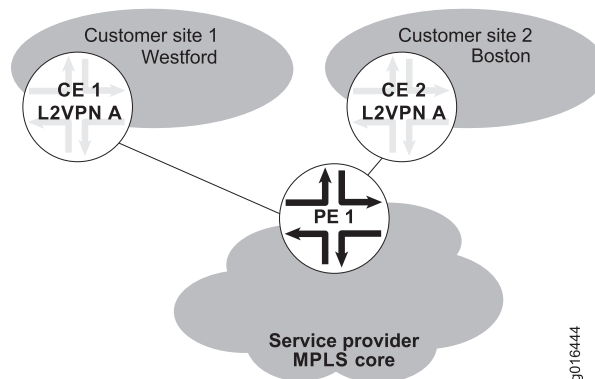 Customer site 1
Westford
Customer site 2
Boston
CE 1
L2VPN A
CE 2
L2VPN A
PE 1
Service provider
MPLS core
g016444